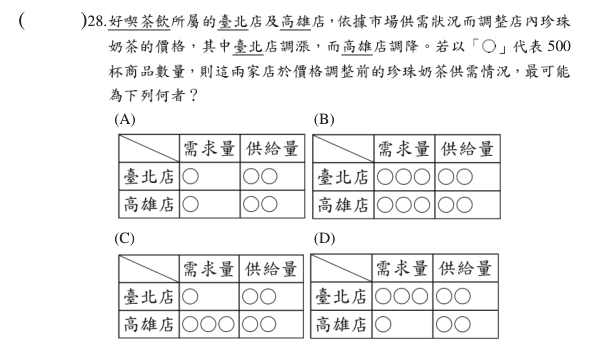 (　　)28.好喫茶飲所屬的臺北店及高雄店，依據市場供需狀況而調整店內珍珠
奶茶的價格，其中臺北店調漲，而高雄店調降。若以「○」代表 500
杯商品數量，則這兩家店於價格調整前的珍珠奶茶供需情況，最可能
為下列何者？
(A)
需求量 供給量
臺北店 ○ ○○
高雄店 ○ ○○
(B)
需求量 供給量
臺北店 ○○○ ○○
高雄店 ○○○ ○○
(C)
需求量 供給量
臺北店 ○ ○○
高雄店 ○○○ ○○
(D)
需求量 供給量
臺北店 ○○○ ○○
高雄店 ○ ○○